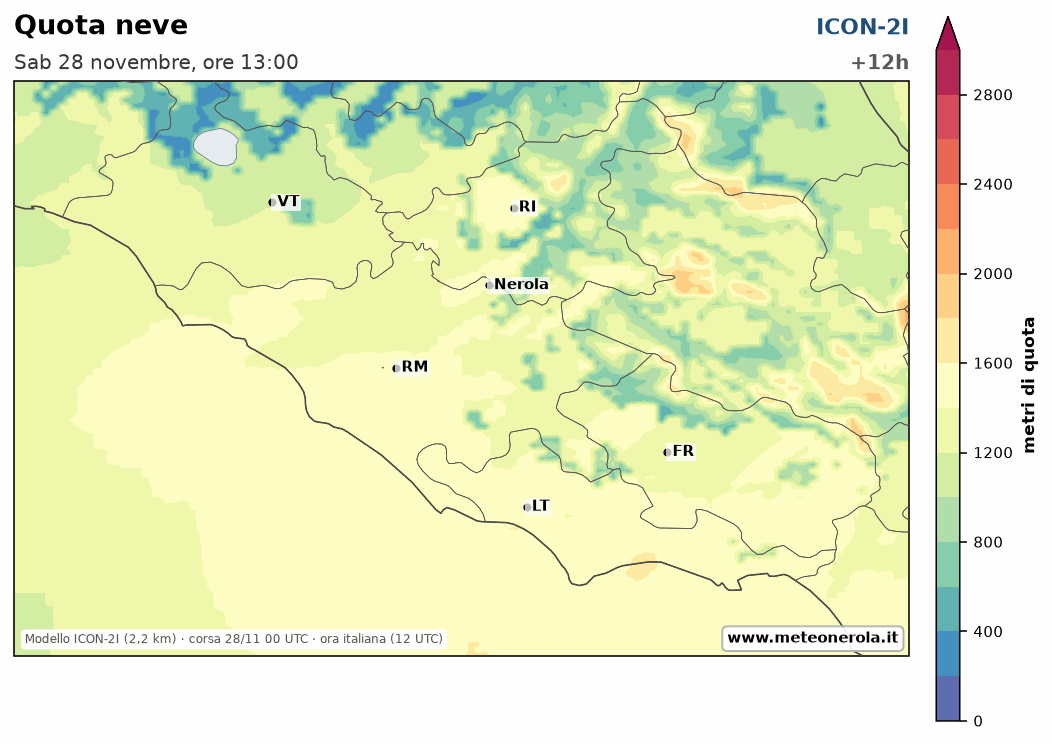 Quota neve
ICON-2I
Sab 28 novembre, ore 13:00
+12h
VT
RI
Nerola
RM
FR
LT
2800
2400
2000
1600
1200
800
400
0
metri di quota
Modello ICON-2I (2,2 km) · corsa 28/11 00 UTC · ora italiana (12 UTC)
www.meteonerola.it